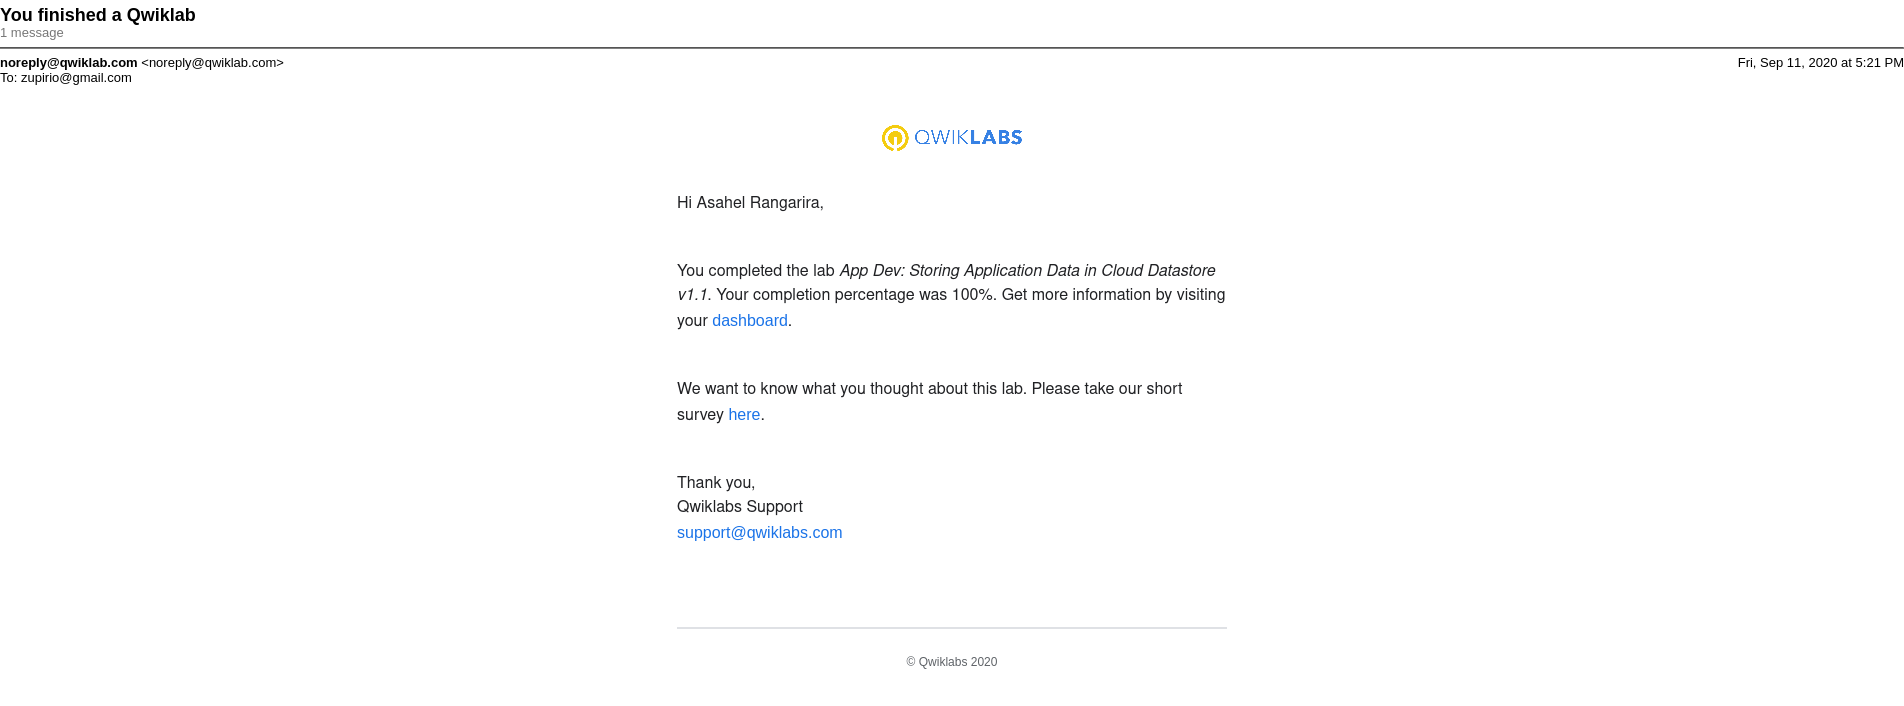 You finished a Qwiklab
1 message
noreply@qwiklab.com <noreply@qwiklab.com>
Fri, Sep 11, 2020 at 5:21 PM
To: zupirio@gmail.com
QWIKLABS
Hi Asahel Rangarira,
You completed the lab App Dev: Storing Application Data in Cloud Datastore
v1.1. Your completion percentage was 100%. Get more information by visiting
your dashboard.
We want to know what you thought about this lab. Please take our short
survey here.
Thank you,
Qwiklabs Support
support@qwiklabs.com
© Qwiklabs 2020